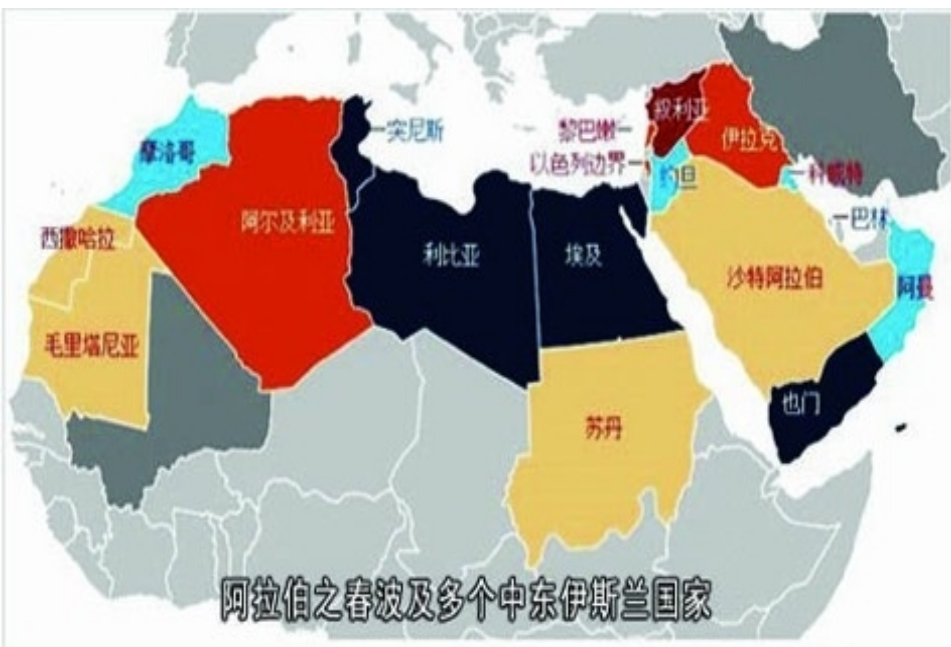 摩洛哥
突尼斯
黎巴嫩
以色列边界
叙利亚
伊拉克
约旦
科威特
巴林
西撒哈拉
阿尔及利亚
利比亚
埃及
沙特阿拉伯
阿曼
毛里塔尼亚
也门
苏丹
阿拉伯之春波及多个中东伊斯兰国家